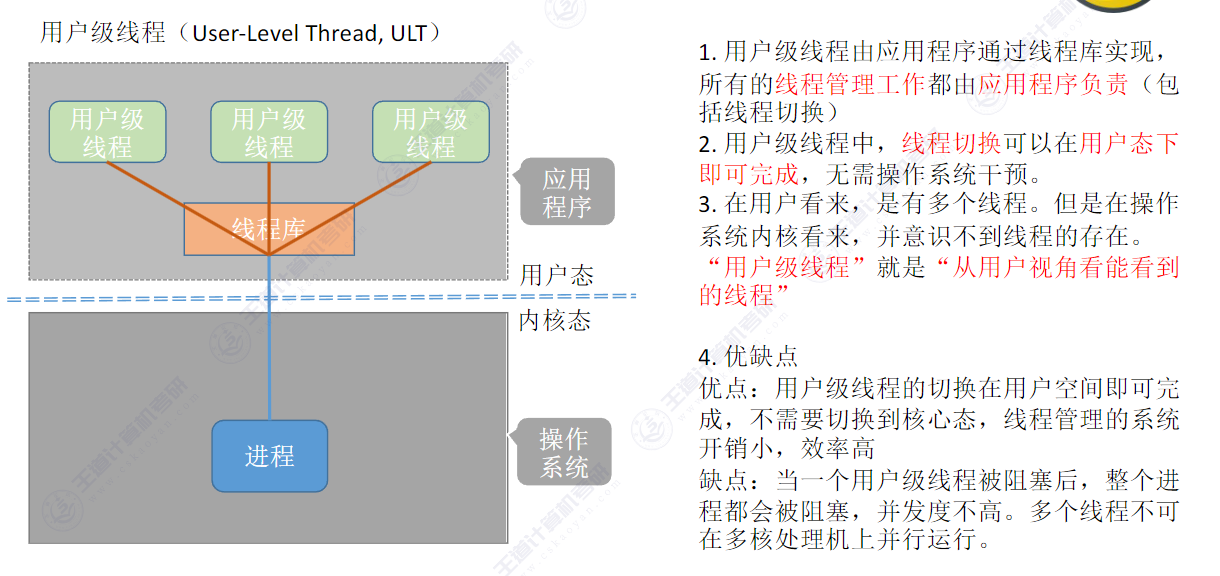 用户级线程（User-Level Thread, ULT）
用户级
线程
用户级
线程
用户级
线程
线程库
应用
程序
用户态
内核态
进程
操作
系统
1. 用户级线程由应用程序通过线程库实现，
所有的线程管理工作都由应用程序负责（包
括线程切换）
2. 用户级线程中，线程切换可以在用户态下
即可完成，无需操作系统干预。
3. 在用户看来，是有多个线程。但是在操作
系统内核看来，并意识不到线程的存在。
“用户级线程”就是“从用户视角看能看到
的线程”
4. 优缺点
优点：用户级线程的切换在用户空间即可完
成，不需要切换到核心态，线程管理的系统
开销小，效率高
缺点：当一个用户级线程被阻塞后，整个进
程都会被阻塞，并发度不高。多个线程不可
在多核处理机上并行运行。
王道计算机考研